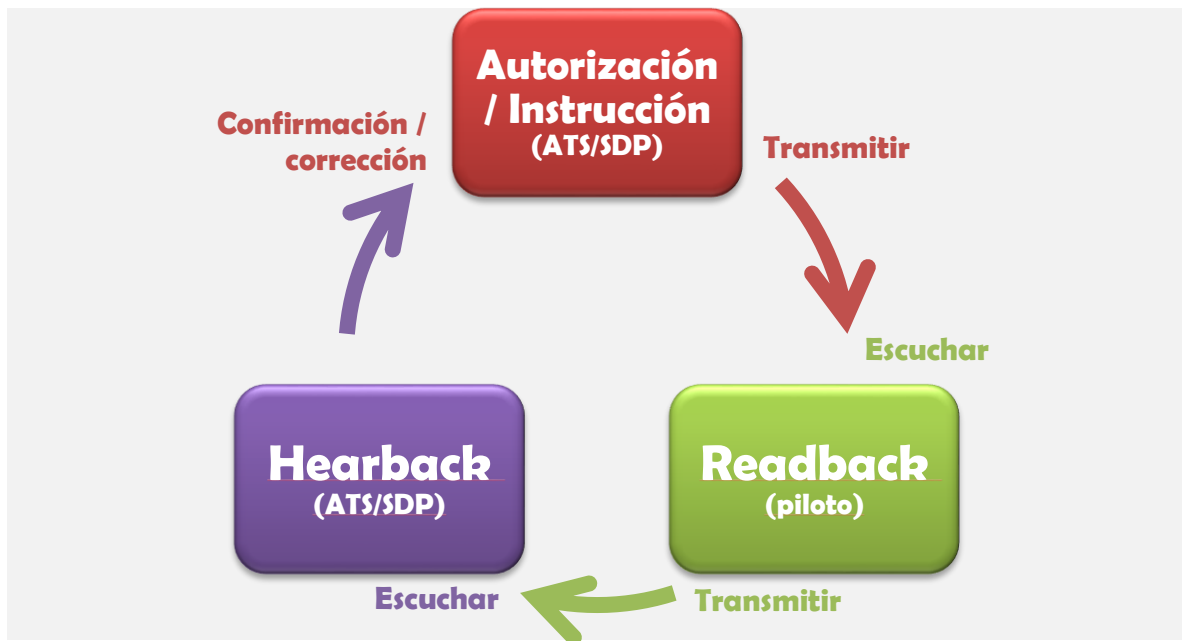 Autorización
/ Instrucción
(ATS/SDP)
Confirmación /
corrección
Transmitir
Escuchar
Hearback
(ATS/SDP)
Readback
(piloto)
Escuchar
Transmitir